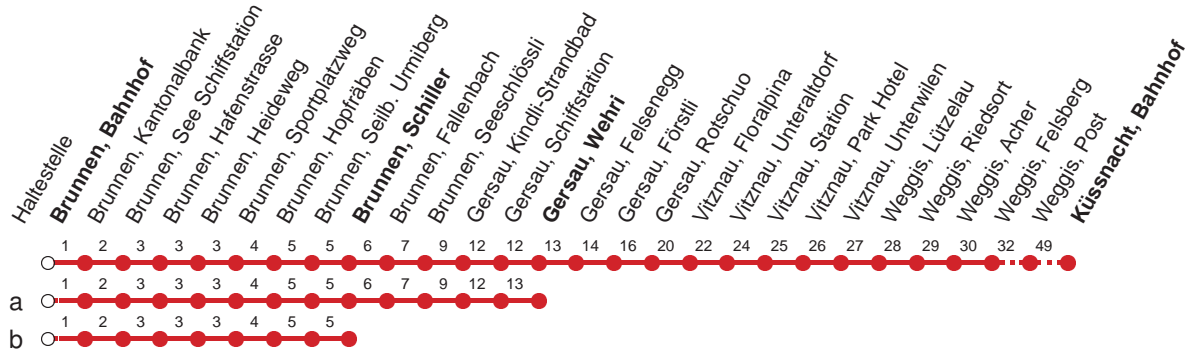 Haltestelle
Brunnen, Bahnhof
Brunnen, Kantonalbank
Brunnen, See Schiffstation
Brunnen, Hafenstrasse
Brunnen, Heideweg
Brunnen, Sportplatzweg
Brunnen, Hopfräben
Brunnen, Seilb. Urmiberg
Brunnen, Schiller
Brunnen, Fallenbach
Brunnen, Seeschlössli
Gersau, Kindli-Strandbad
Gersau, Schiffstation
Gersau, Wehri
Gersau, Felsenegg
Gersau, Förstli
Gersau, Rotschuo
Vitznau, Floralpina
Vitznau, Unteraltdorf
Vitznau, Station
Vitznau, Park Hotel
Vitznau, Unterwilen
Weggis, Lützelau
Weggis, Riedsort
Weggis, Acher
Weggis, Felsberg
Weggis, Post
Küssnacht, Bahnhof
1 2 3 3 3 4 5 5 6 7 9 12 12 13 14 16 20 22 24 25 26 27 28 29 30 32 49
a 1 2 3 3 3 4 5 5 6 7 9 12 13
b 1 2 3 3 3 4 5 5